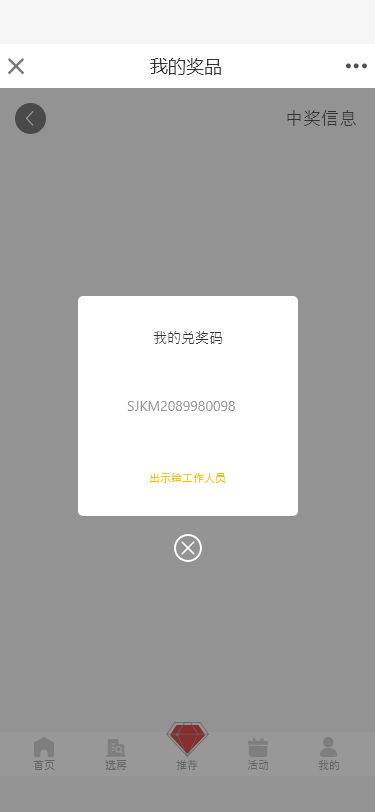 我的奖品
中奖信息
我的兑奖码
SJKM2089980098
出示给工作人员
首页
选房
推荐
活动
我的